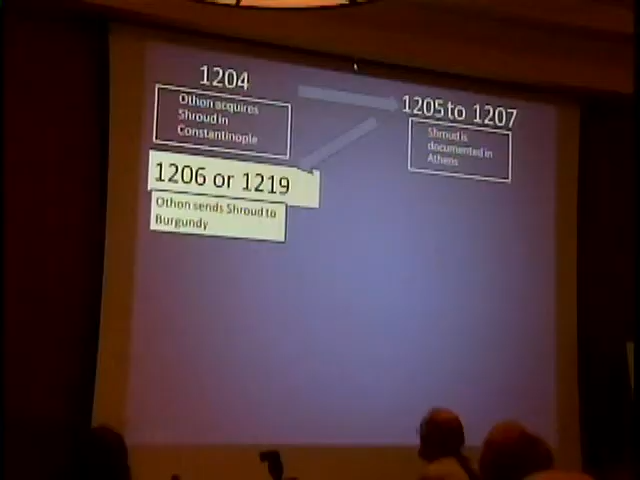 1204
Othon acquires
Shroud in
Constantinople
1205 to 1207
Shroud is
documented in
Athens
1206 or 1219
Othon sends Shroud to
Burgundy